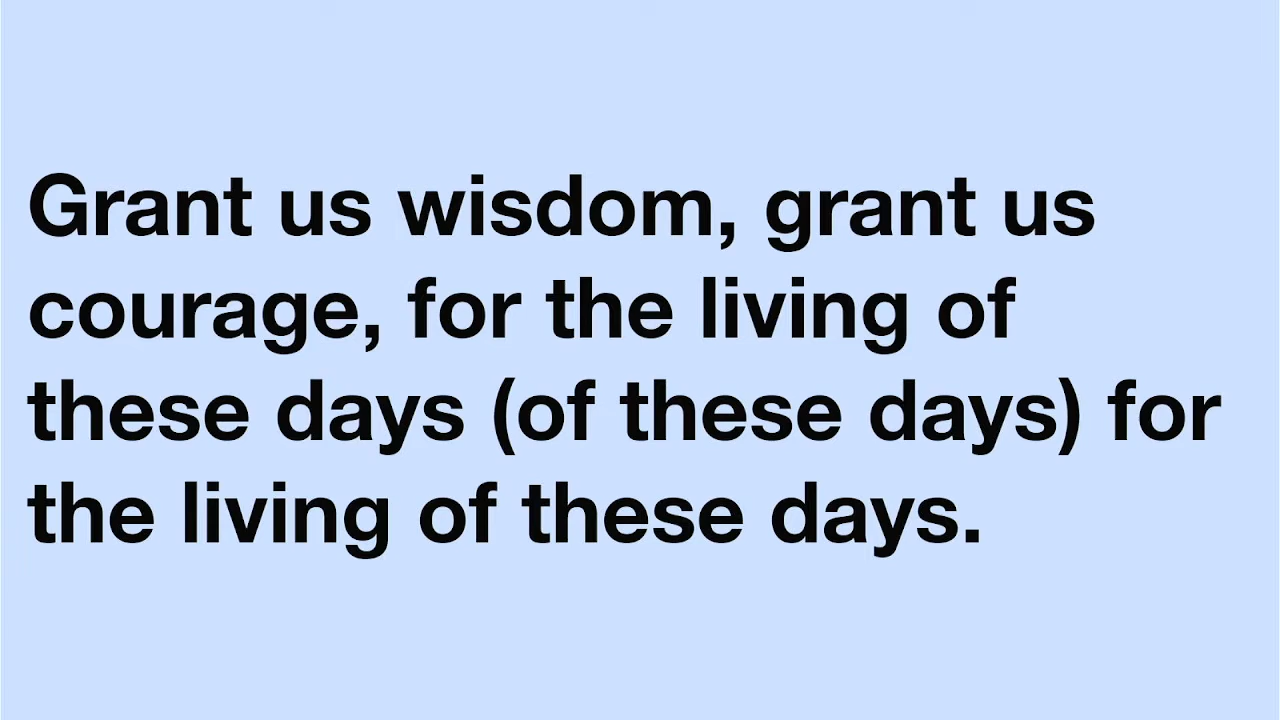 Grant us wisdom, grant us
courage, for the living of
these days (of these days) for
the living of these days.